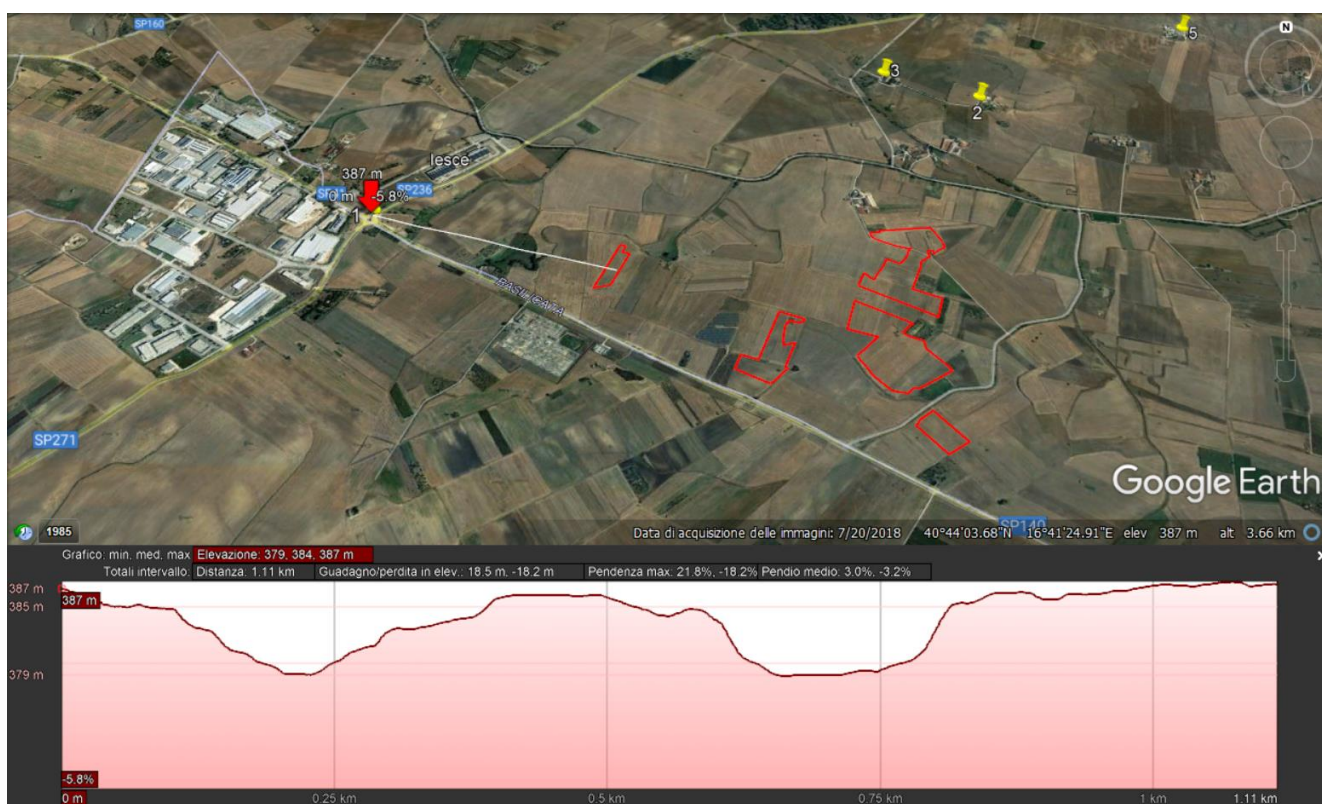 SP160
N
5
3
2
Iesce
387 m
SP236
0 m -5.8%
1
BASILICATA
SP271
Google Earth
SP140
1985
Data di acquisizione delle immagini: 7/20/2018 40°44'03.68"N 16°41'24.91"E elev 387 m alt 3.66 km
Grafico: min. med, max Elevazione: 379, 384, 387 m
Totali intervallo: Distanza: 1.11 km Guadagno/perdita in elev.: 18.5 m, -18.2 m Pendenza max: 21.8%, -18.2% Pendio medio: 3.0%, -3.2%
387 m
387 m
385 m
379 m
-5.8%
0 m 0.25 km 0.5 km 0.75 km 1 km 1.11 km